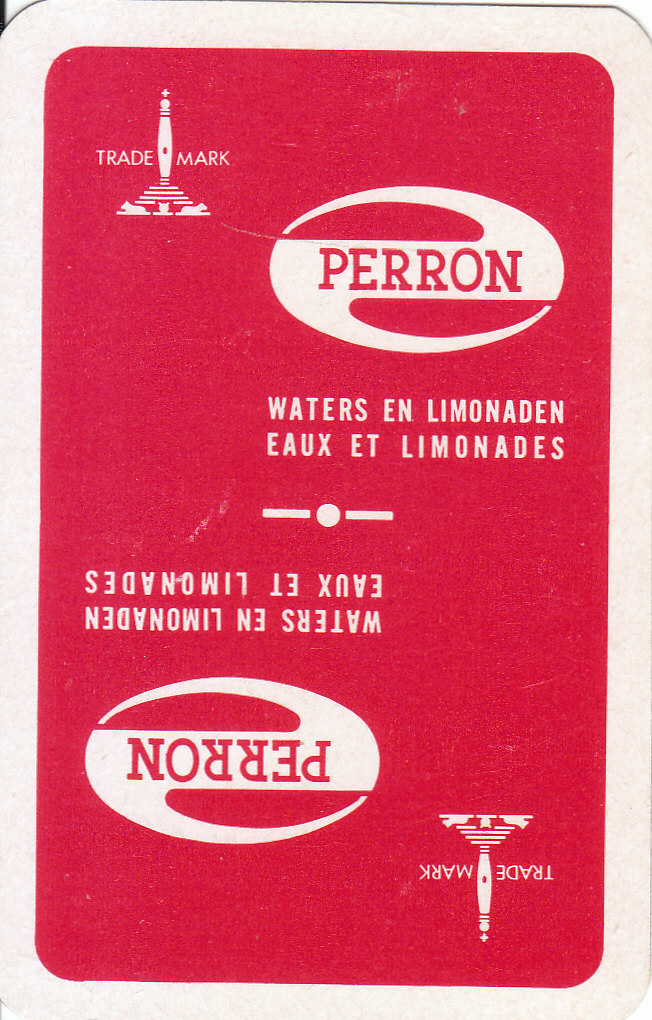 TRADE MARK
PERRON
WATERS EN LIMONADEN
EAUX ET LIMONADES
EAUX ET LIMONADES
WATERS EN LIMONADEN
PERRON
TRADE MARK